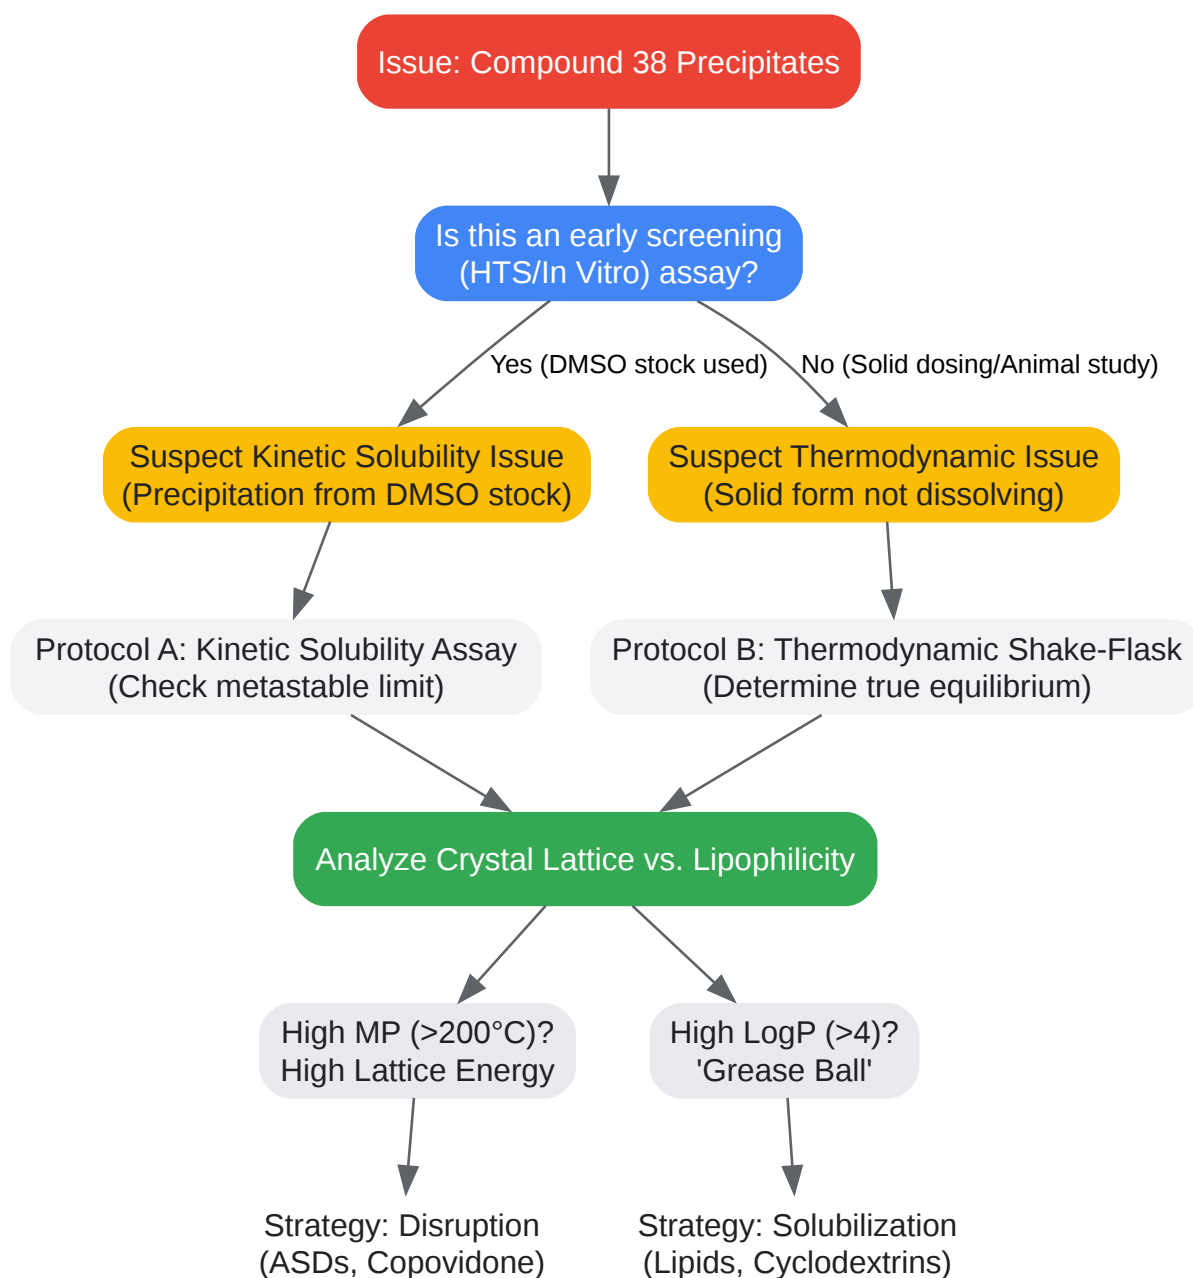 Issue: Compound 38 Precipitates
Is this an early screening
(HTS/In Vitro) assay?
Yes (DMSO stock used)
No (Solid dosing/Animal study)
Suspect Kinetic Solubility Issue
(Precipitation from DMSO stock)
Suspect Thermodynamic Issue
(Solid form not dissolving)
Protocol A: Kinetic Solubility Assay
(Check metastable limit)
Protocol B: Thermodynamic Shake-Flask
(Determine true equilibrium)
Analyze Crystal Lattice vs. Lipophilicity
High MP (>200°C)?
High Lattice Energy
High LogP (>4)?
'Grease Ball'
Strategy: Disruption
(ASDs, Copovidone)
Strategy: Solubilization
(Lipids, Cyclodextrins)